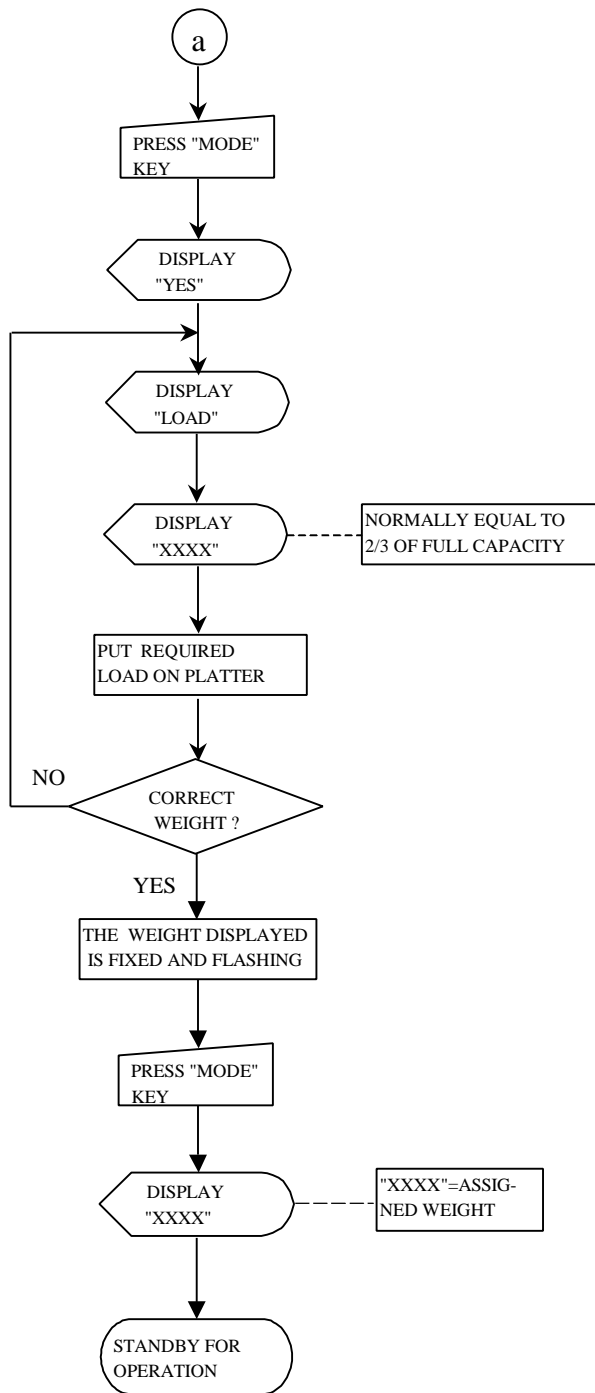 a
PRESS "MODE"
KEY
DISPLAY
"YES"
DISPLAY
"LOAD"
DISPLAY
"XXXX"
NORMALLY EQUAL TO
2/3 OF FULL CAPACITY
PUT REQUIRED
LOAD ON PLATTER
NO
CORRECT
WEIGHT ?
YES
THE WEIGHT DISPLAYED
IS FIXED AND FLASHING
PRESS "MODE"
KEY
DISPLAY
"XXXX"
"XXXX"=ASSIG-
NED WEIGHT
STANDBY FOR
OPERATION